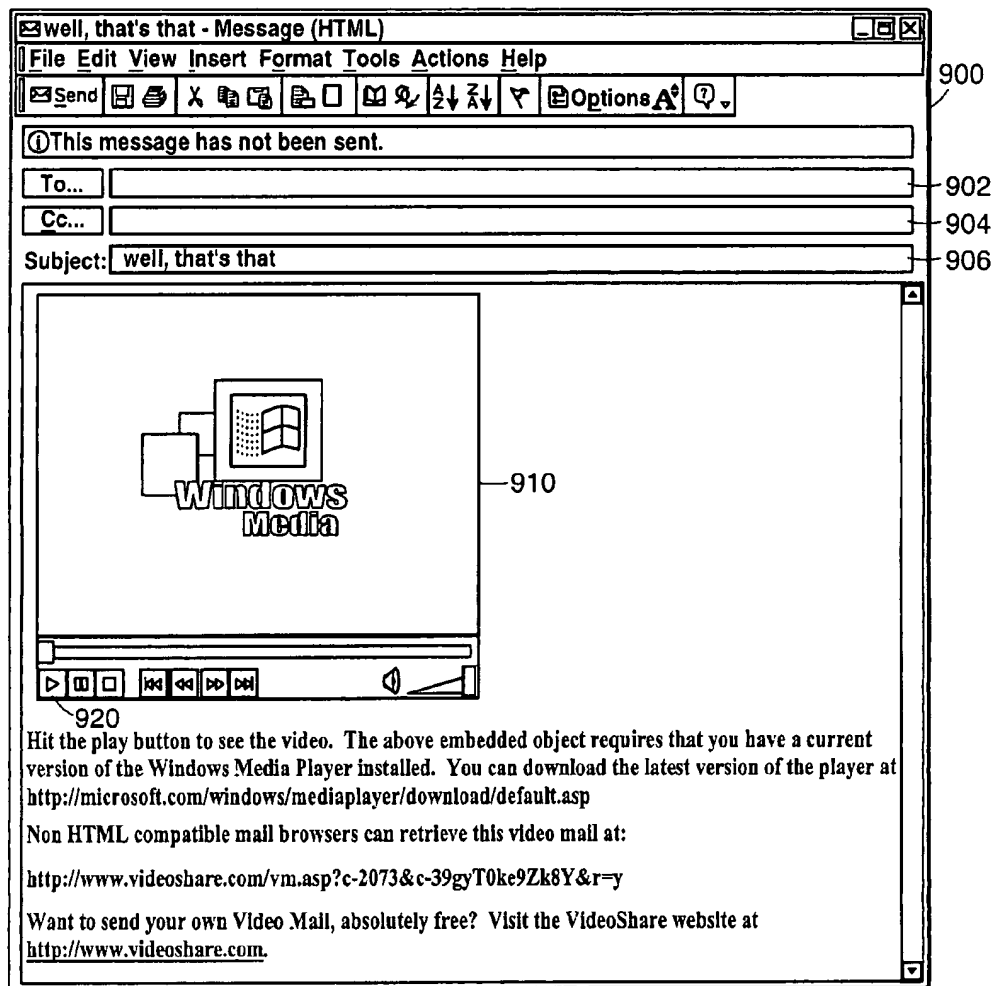 well, that's that - Message (HTML)
File Edit View Insert Format Tools Actions Help
900
Send A Z Z A Options A ?
This message has not been sent.
To... 902
Cc... 904
Subject: well, that's that 906
Windows
Media
910
920
Hit the play button to see the video. The above embedded object requires that you have a current
version of the Windows Media Player installed. You can download the latest version of the player at
http://microsoft.com/windows/mediaplayer/download/default.asp
Non HTML compatible mail browsers can retrieve this video mail at:
http://www.videoshare.com/vm.asp?c-2073&c-39gyT0ke9Zk8Y&r=y
Want to send your own Video Mail, absolutely free? Visit the VideoShare website at
http://www.videoshare.com.